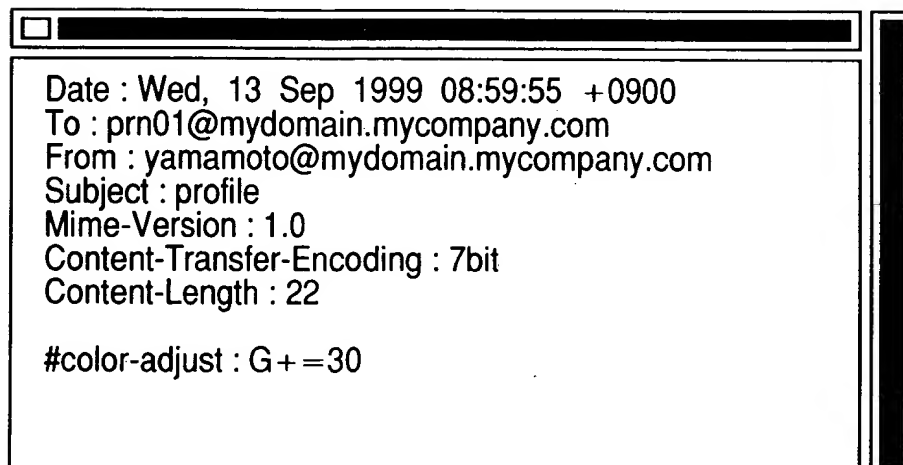 Date : Wed, 13 Sep 1999 08:59:55 +0900
To : prn01@mydomain.mycompany.com
From : yamamoto@mydomain.mycompany.com
Subject : profile
Mime-Version : 1.0
Content-Transfer-Encoding : 7bit
Content-Length : 22
#color-adjust : G+=30